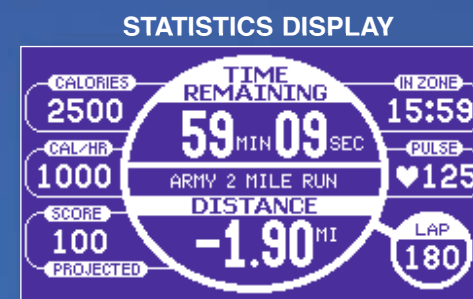 STATISTICS DISPLAY
CALORIES
2500
CAL/HR
1000
SCORE
100
PROJECTED
TIME
REMAINING
59 MIN 09 SEC
ARMY 2 MILE RUN
DISTANCE
-1.90 MI
IN ZONE
15:59
PULSE
♥125
LAP
180